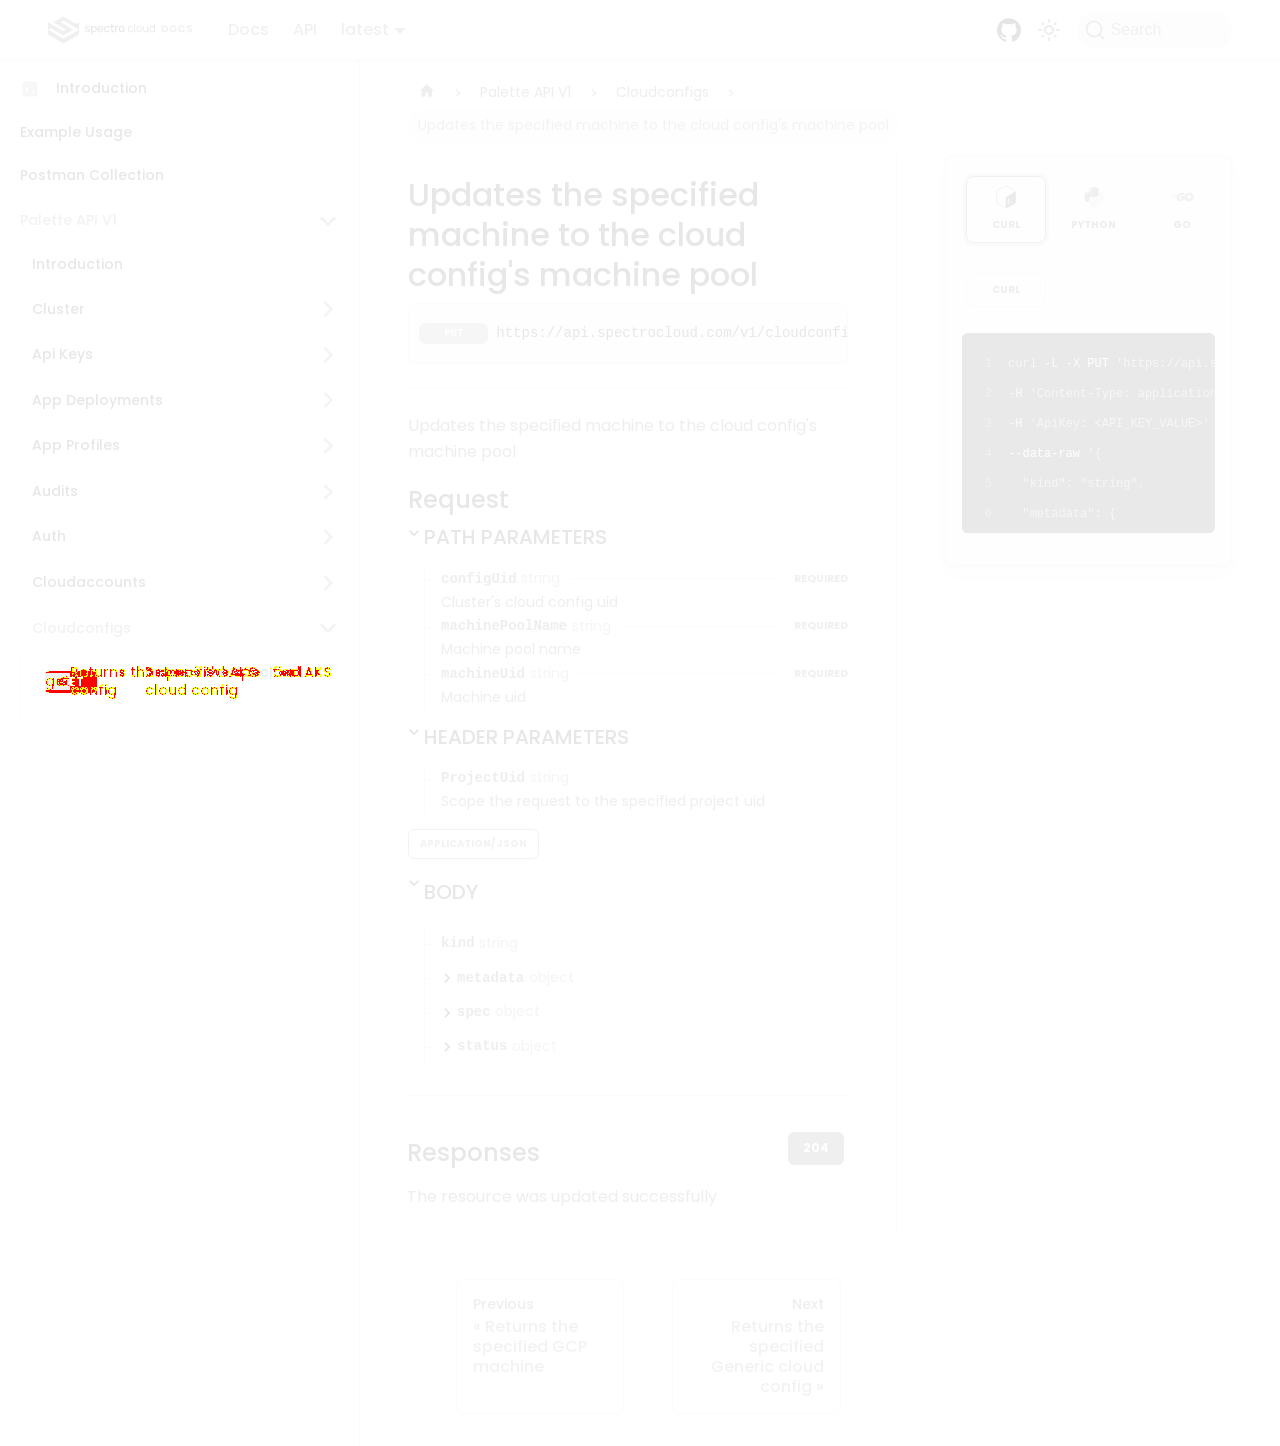 spectro cloud DOCS
Docs API latest
Search
Introduction
Example Usage
Postman Collection
Palette API V1
Introduction
Cluster
Api Keys
App Deployments
App Profiles
Audits
Auth
Cloudaccounts
Cloudconfigs
config
cloud config
Palette API V1 Cloudconfigs
Updates the specified machine to the cloud config's machine pool
Updates the specified
machine to the cloud
config's machine pool
PUT https://api.spectrocloud.com/v1/cloudconfi
Updates the specified machine to the cloud config's
machine pool
Request
PATH PARAMETERS
configUid string REQUIRED
Cluster's cloud config uid
machinePoolName string REQUIRED
Machine pool name
machineUid string REQUIRED
Machine uid
HEADER PARAMETERS
ProjectUid string
Scope the request to the specified project uid
APPLICATION/JSON
BODY
kind string
metadata object
spec object
status object
Responses
204
The resource was updated successfully
Previous
« Returns the
specified GCP
machine
Next
Returns the
specified
Generic cloud
config »
CURL PYTHON GO
CURL
1 curl -L -X PUT 'https://api.s
2 -H 'Content-Type: application
3 -H 'ApiKey: <API_KEY_VALUE>'
4 --data-raw '{
5 "kind": "string",
6 "metadata": {